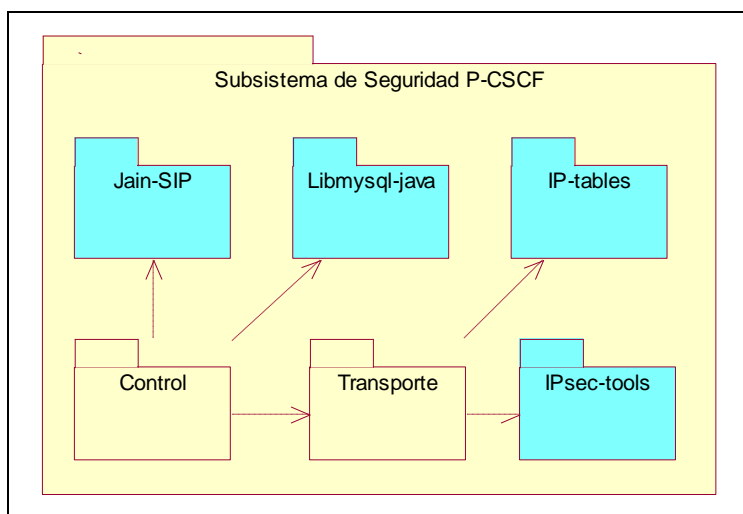 Subsistema de Seguridad P-CSCF
Jain-SIP
Libmysql-java
IP-tables
Control
Transporte
IPsec-tools